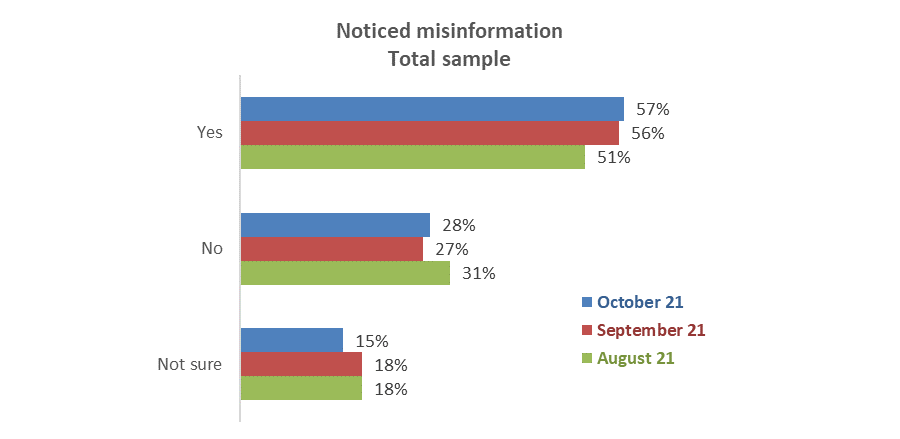 Noticed misinformation
Total sample
Yes
57%
56%
51%
No
28%
27%
31%
Not sure
15%
18%
18%
October 21
September 21
August 21